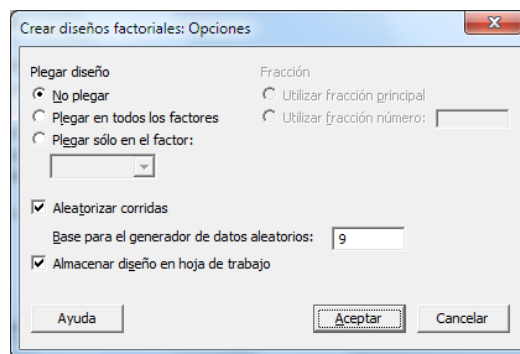 Crear diseños factoriales: Opciones
Plegar diseño
No plegar
Plegar en todos los factores
Plegar sólo en el factor:
Fracción
Utilizar fracción principal
Utilizar fracción número:
Aleatorizar corridas
Base para el generador de datos aleatorios: 9
Almacenar diseño en hoja de trabajo
Ayuda Aceptar Cancelar